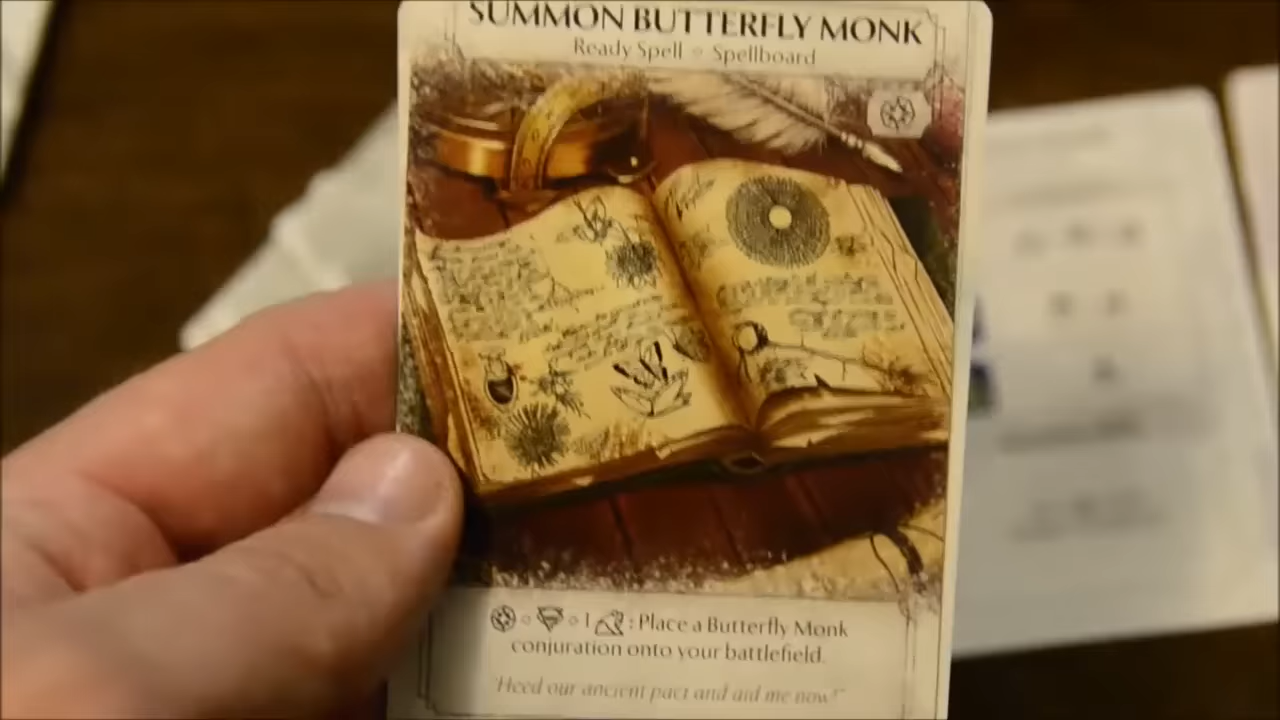 SUMMON BUTTERFLY MONK
Ready Spell Spellboard
1 : Place a Butterfly Monk
conjuration onto your battlefield.
"Heed our ancient pact and aid me now!"